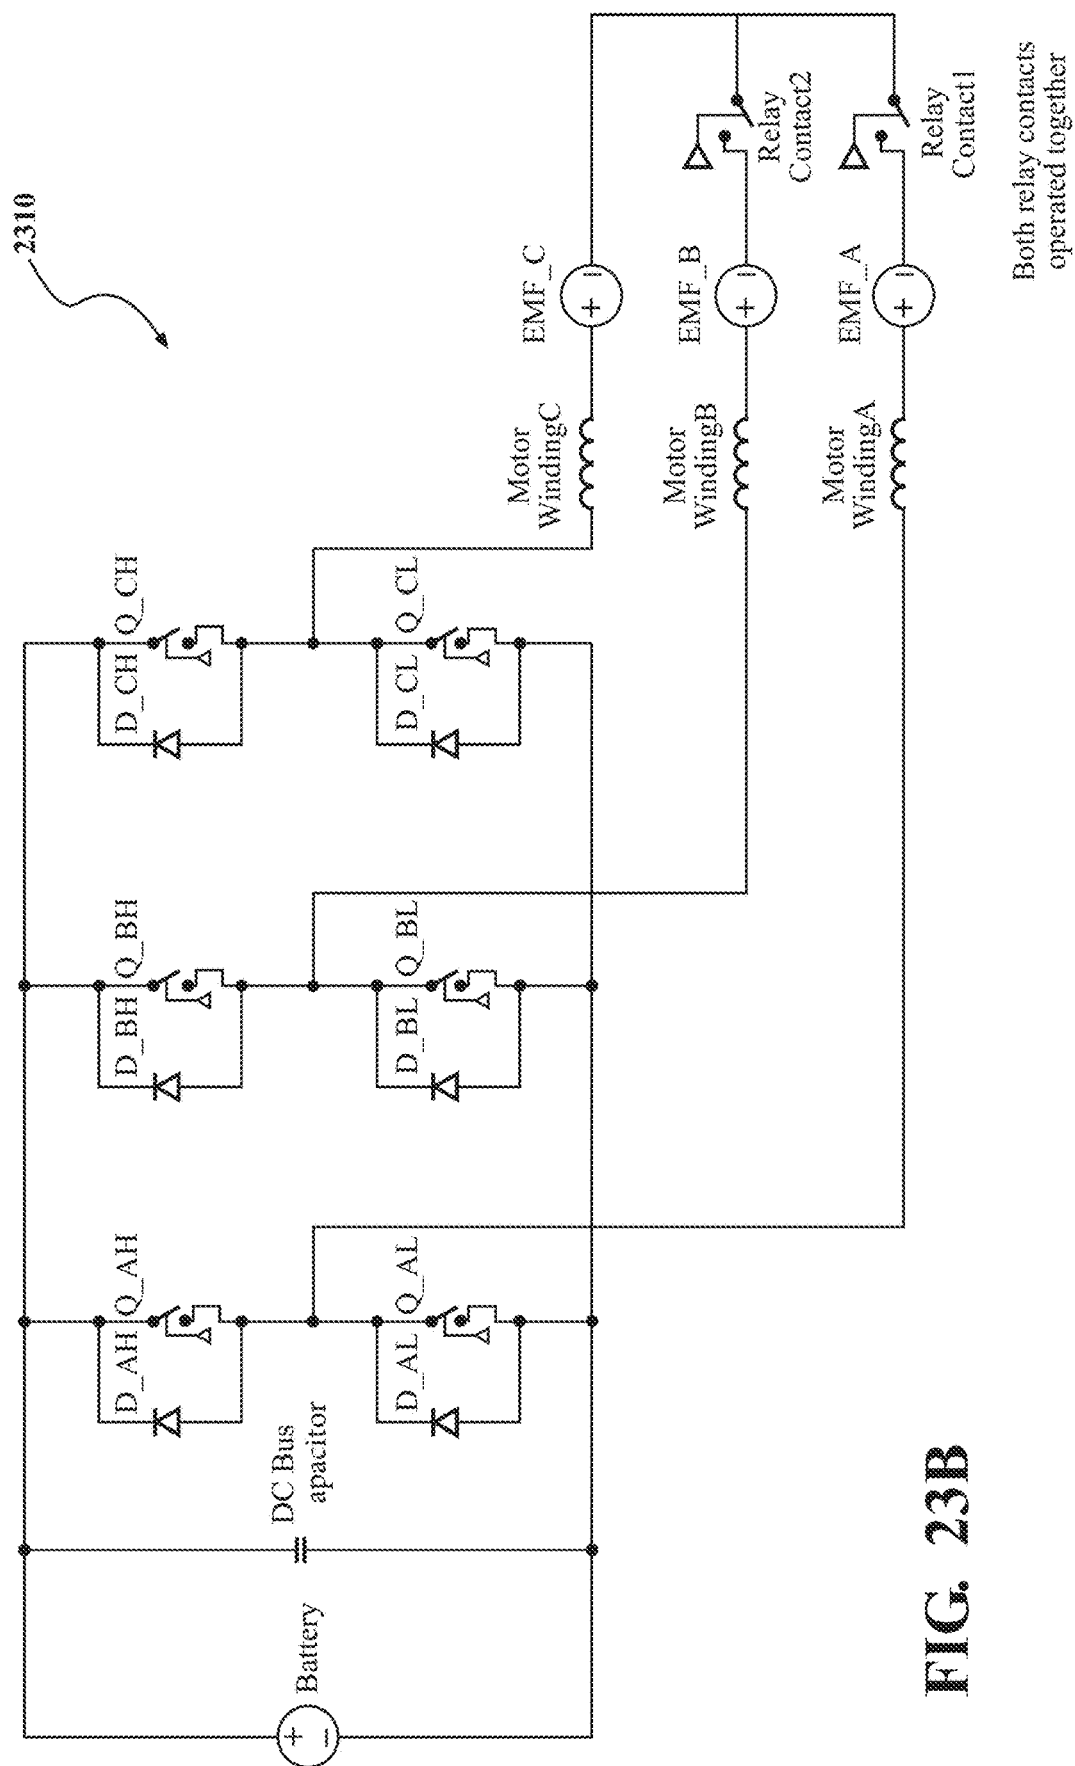 2310
Battery
+
−
DC Bus
apacitor
D_AH
Q_AH
D_AL
Q_AL
D_BH
Q_BH
D_BL
Q_BL
D_CH
Q_CH
D_CL
Q_CL
Motor
WindingC
EMF_C
+
−
Motor
WindingB
EMF_B
+
−
Relay
Contact2
Motor
WindingA
EMF_A
+
−
Relay
Contact1
Both relay contacts
operated together
FIG. 23B